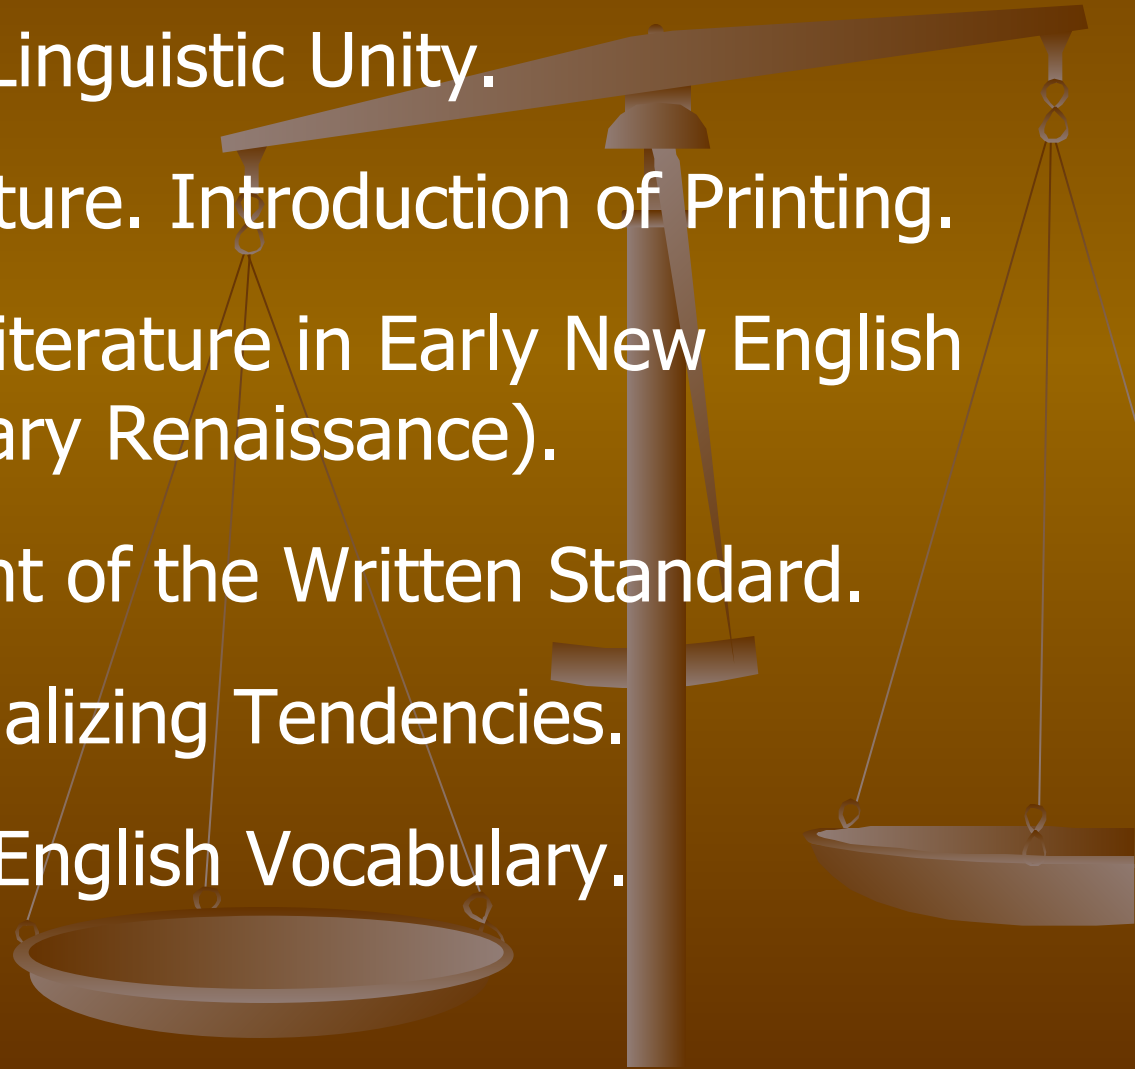 Linguistic Unity.
ture. Introduction of Printing.
iterature in Early New English
ary Renaissance).
nt of the Written Standard.
alizing Tendencies.
English Vocabulary.